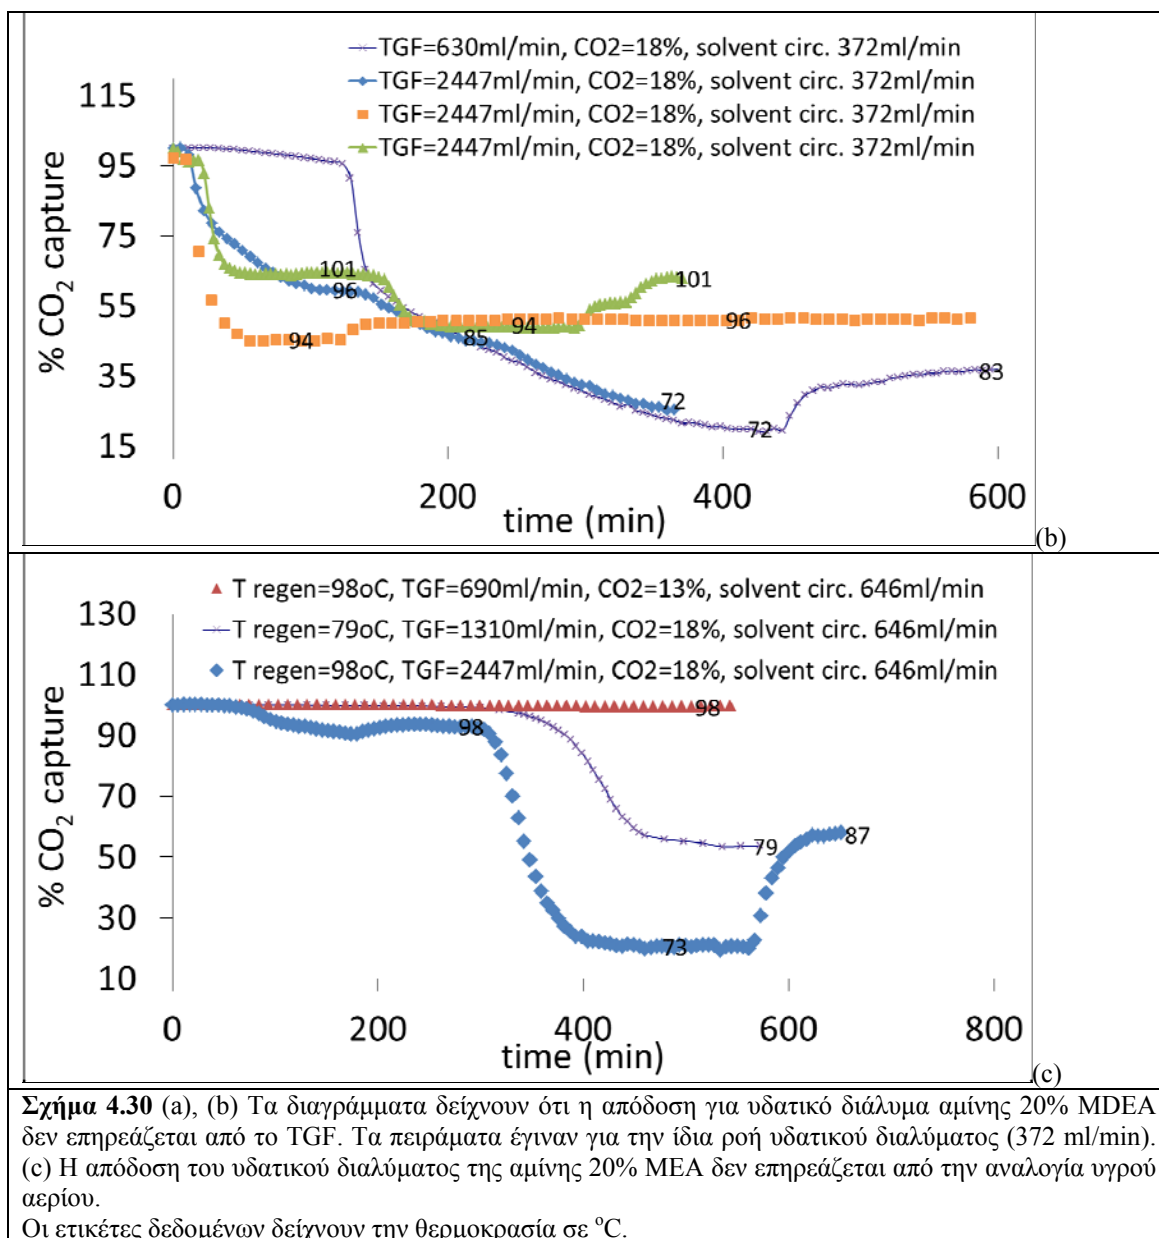 TGF=630ml/min, CO2=18%, solvent circ. 372ml/min
TGF=2447ml/min, CO2=18%, solvent circ. 372ml/min
TGF=2447ml/min, CO2=18%, solvent circ. 372ml/min
TGF=2447ml/min, CO2=18%, solvent circ. 372ml/min
115
95
75
55
35
15
% CO2 capture
101
96
94
85
94
72
101
96
72
83
0
200
400
600
time (min)
(b)
T regen=98oC, TGF=690ml/min, CO2=13%, solvent circ. 646ml/min
T regen=79oC, TGF=1310ml/min, CO2=18%, solvent circ. 646ml/min
T regen=98oC, TGF=2447ml/min, CO2=18%, solvent circ. 646ml/min
130
110
90
70
50
30
10
% CO2 capture
98
98
79
87
73
0
200
400
600
800
time (min)
(c)
Σχήμα 4.30 (a), (b) Τα διαγράμματα δείχνουν ότι η απόδοση για υδατικό διάλυμα αμίνης 20% MDEA
δεν επηρεάζεται από το TGF. Τα πειράματα έγιναν για την ίδια ροή υδατικού διαλύματος (372 ml/min).
(c) Η απόδοση του υδατικού διαλύματος της αμίνης 20% MEA δεν επηρεάζεται από την αναλογία υγρού
αερίου.
Οι ετικέτες δεδομένων δείχνουν την θερμοκρασία σε °C.